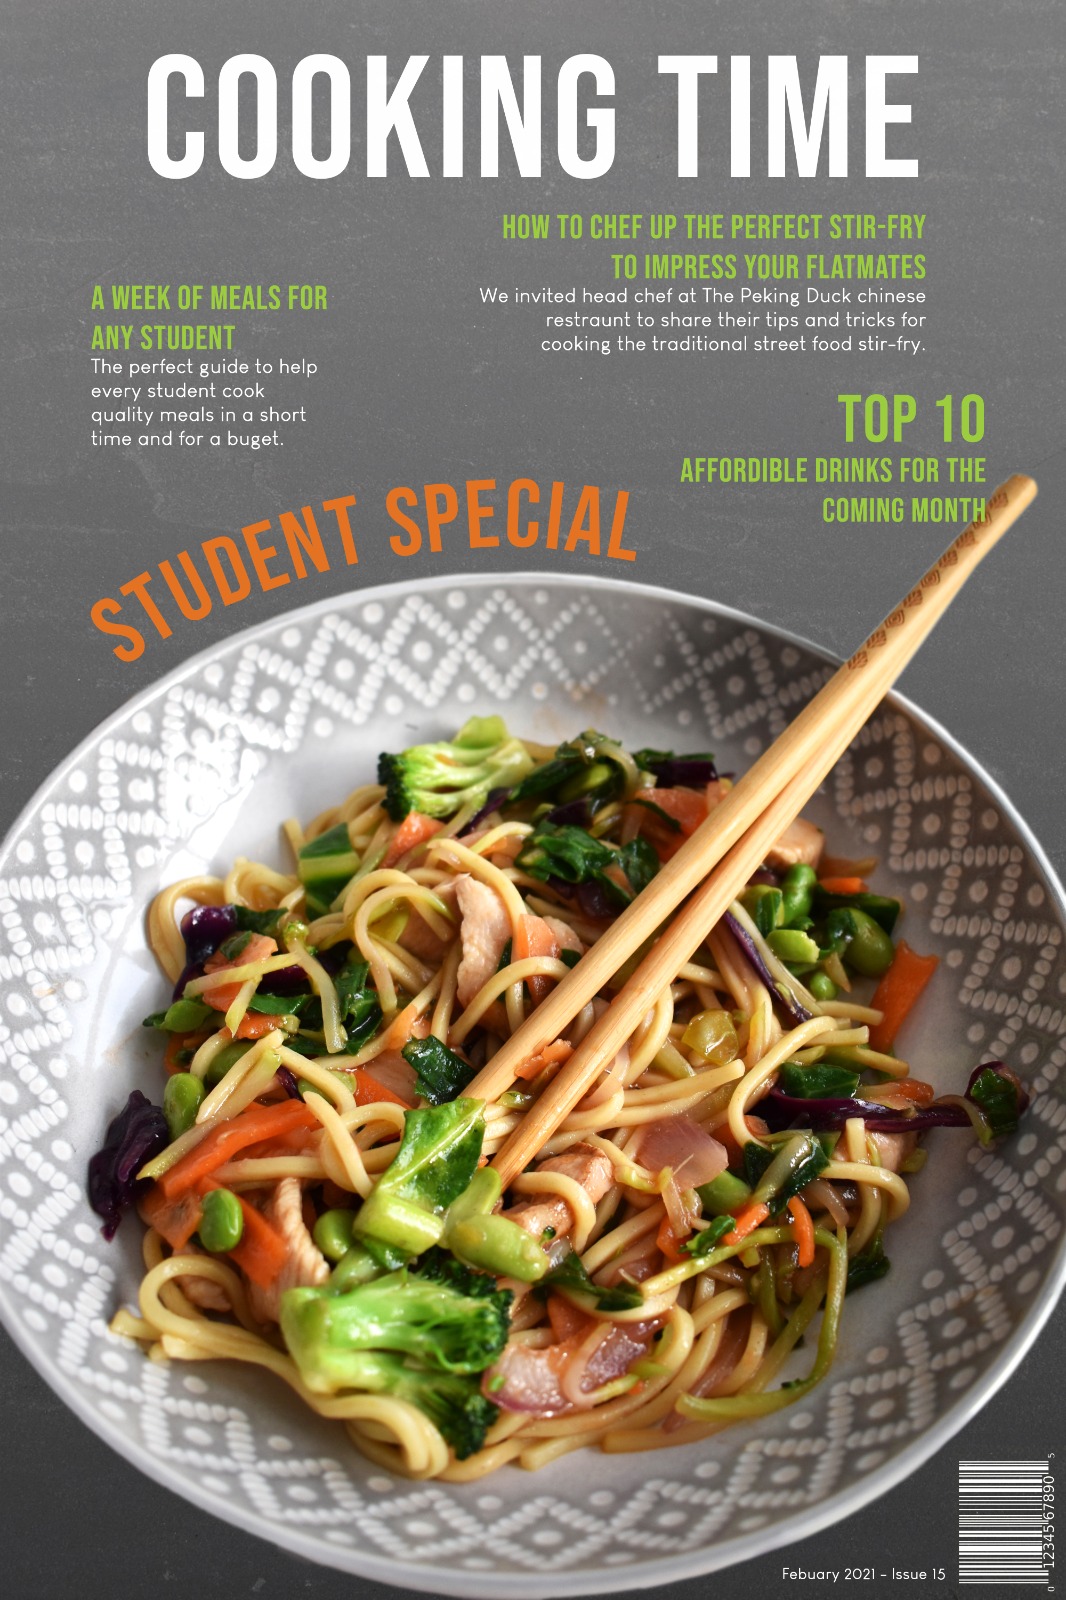 COOKING TIME
HOW TO CHEF UP THE PERFECT STIR-FRY
TO IMPRESS YOUR FLATMATES
We invited head chef at The Peking Duck chinese
restraunt to share their tips and tricks for
cooking the traditional street food stir-fry.
A WEEK OF MEALS FOR
ANY STUDENT
The perfect guide to help
every student cook
quality meals in a short
time and for a buget.
TOP 10
AFFORDIBLE DRINKS FOR THE
COMING MONTH
STUDENT SPECIAL
Febuary 2021 - Issue 15
0 12345 67890 5